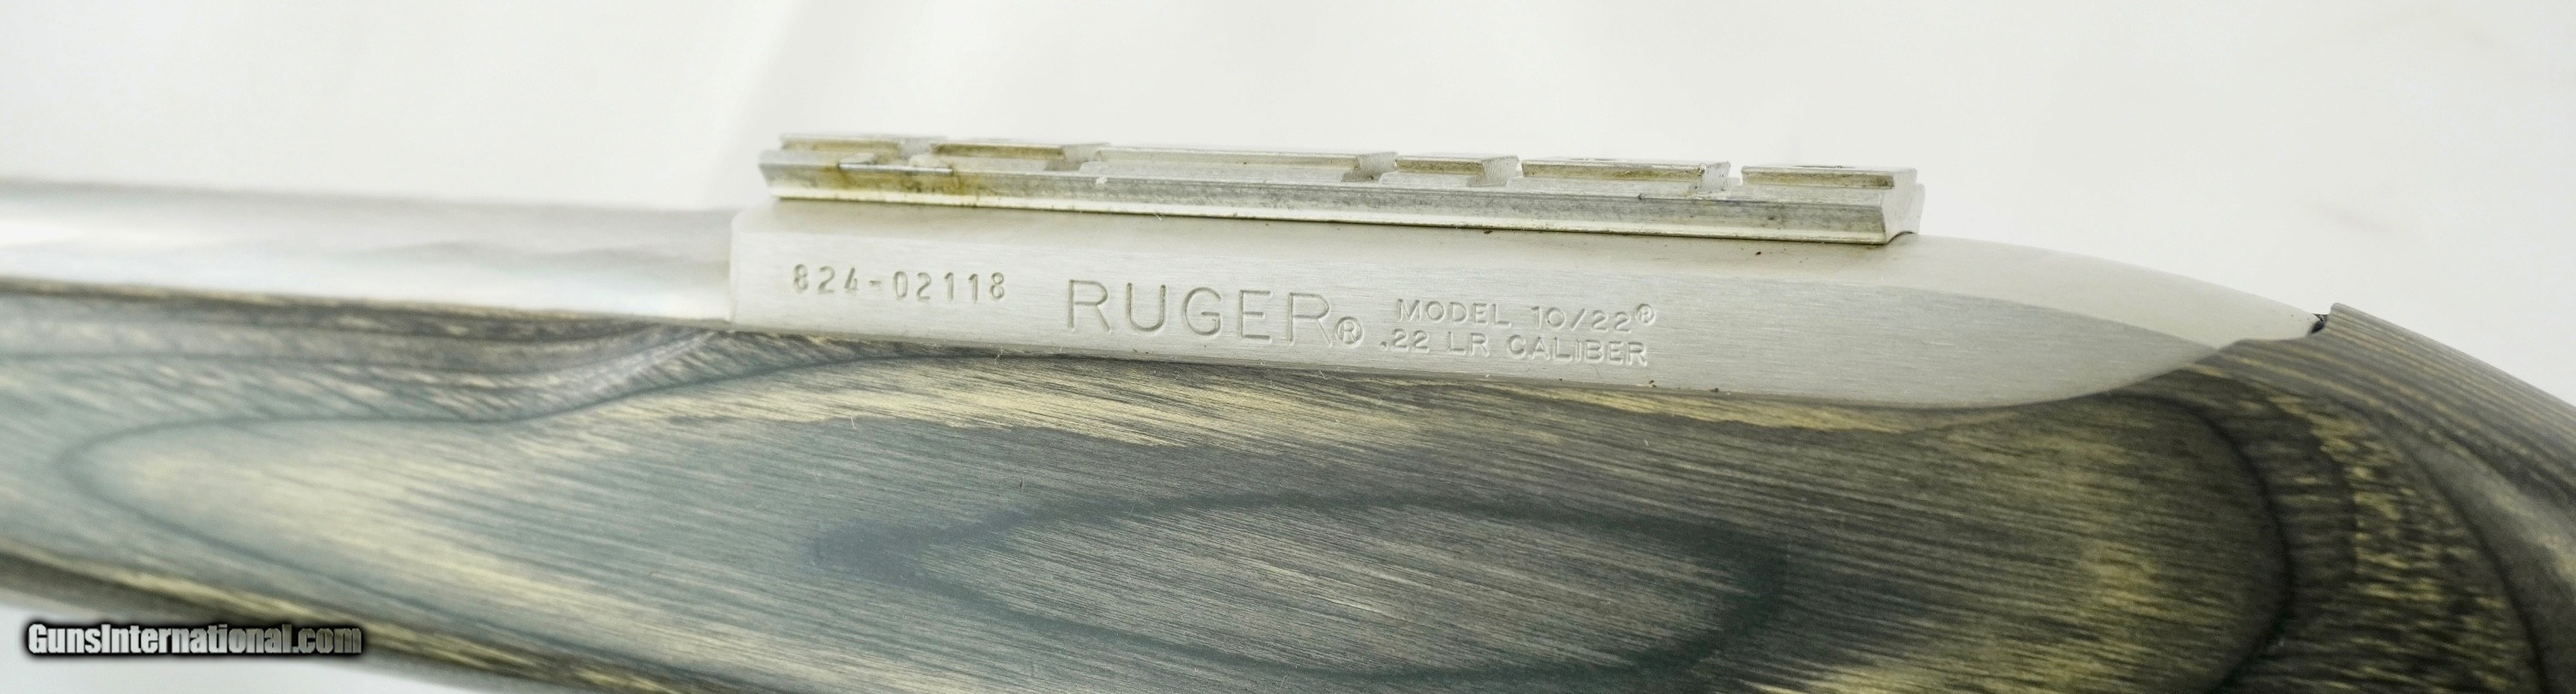 824-02118
RUGER®
MODEL 10/22®
.22 LR CALIBER
GunsInternational.com